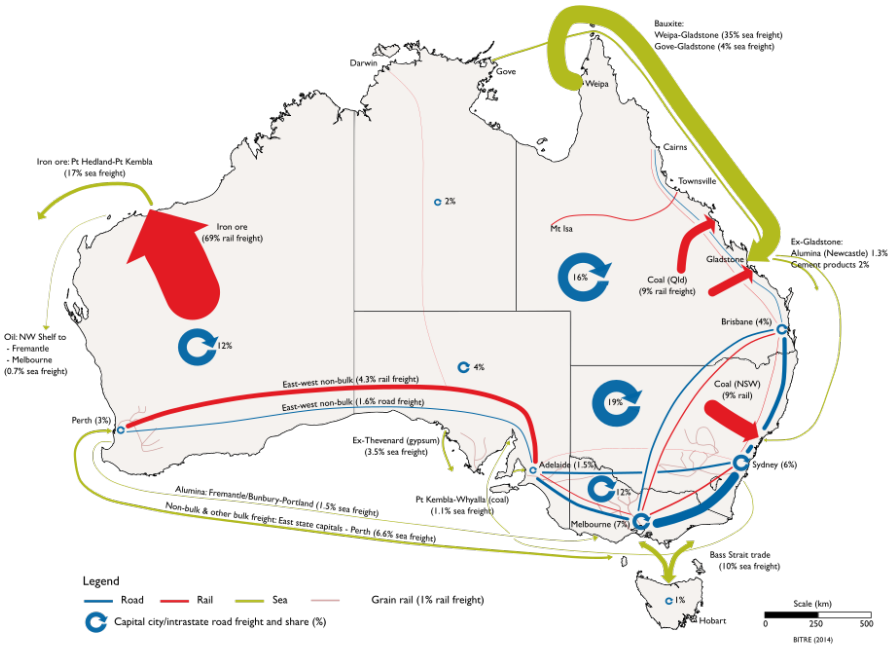 Bauxite:
Weipa-Gladstone (35% sea freight)
Gove-Gladstone (4% sea freight)
Darwin
Gove
Weipa
Cairns
Iron ore: Pt Hedland-Pt Kembla
(17% sea freight)
Townsville
2%
Iron ore
(69% rail freight)
Mt Isa
Ex-Gladstone:
Alumina (Newcastle) 1.3%
Cement products 2%
Gladstone
16%
Coal (Qld)
(9% rail freight)
Brisbane (4%)
Oil: NW Shelf to
- Fremantle
- Melbourne
(0.7% sea freight)
12%
4%
East-west non-bulk (4.3% rail freight)
Coal (NSW)
(9% rail)
East-west non-bulk (1.6% road freight)
19%
Perth (3%)
Ex-Thevenard (gypsum)
(3.5% sea freight)
Adelaide (1.5%)
Sydney (6%)
Alumina: Fremantle/Bunbury-Portland (1.5% sea freight)
Pt Kembla-Whyalla (coal)
(1.1% sea freight)
12%
Non-bulk & other bulk freight: East state capitals - Perth (6.6% sea freight)
Melbourne (7%)
Bass Strait trade
(10% sea freight)
Legend
Road
Rail
Sea
Grain rail (1% rail freight)
1%
Hobart
Capital city/intrastate road freight and share (%)
Scale (km)
0 250 500
BITRE (2014)